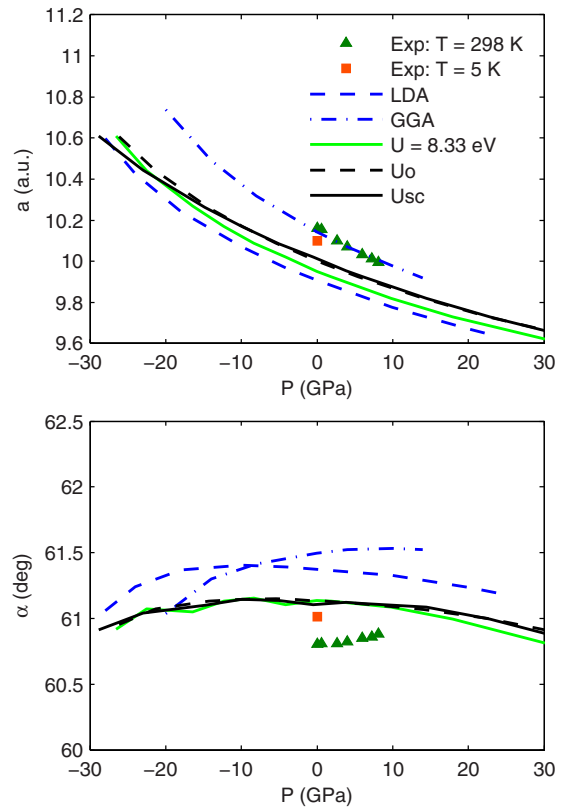 11.2
11
10.8
10.6
10.4
10.2
10
9.8
9.6
a (a.u.)
Exp: T = 298 K
Exp: T = 5 K
LDA
GGA
U = 8.33 eV
Uo
Usc
−30 −20 −10 0 10 20 30
P (GPa)
62.5
62
61.5
61
60.5
60
α (deg)
−30 −20 −10 0 10 20 30
P (GPa)